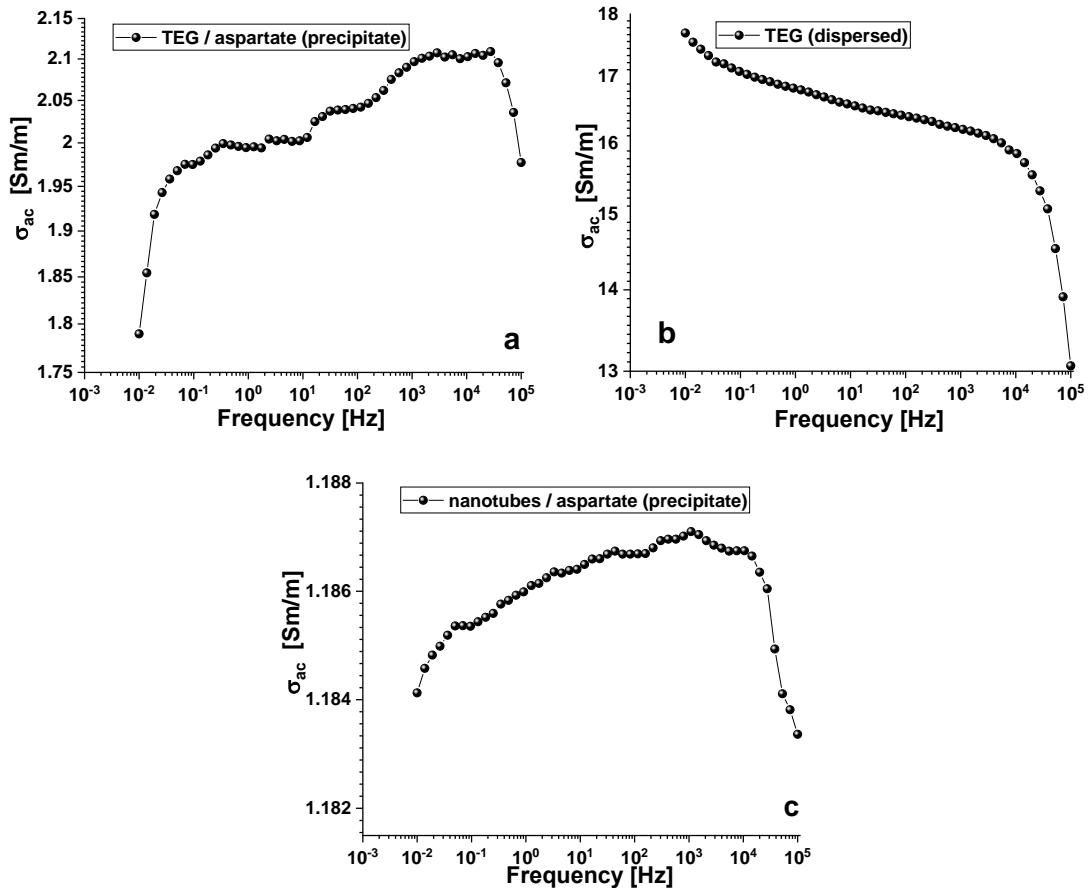 TEG / aspartate (precipitate)
2.15
2.1
2.05
2
1.95
1.9
1.85
1.8
1.75
σac [Sm/m]
10-3 10-2 10-1 100 101 102 103 104 105
Frequency [Hz]
a
TEG (dispersed)
18
17
16
15
14
13
σac [Sm/m]
10-3 10-2 10-1 100 101 102 103 104 105
Frequency [Hz]
b
nanotubes / aspartate (precipitate)
1.188
1.186
1.184
1.182
σac [Sm/m]
10-3 10-2 10-1 100 101 102 103 104 105
Frequency [Hz]
c